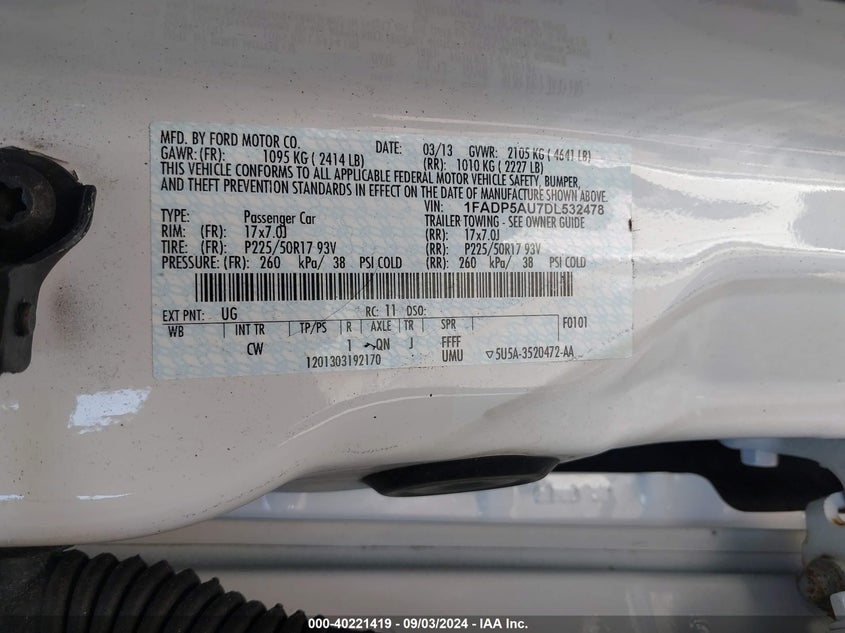 MFD. BY FORD MOTOR CO. DATE: 03/13 GVWR: 2105 KG ( 4641 LB)
GAWR: (FR): 1095 KG ( 2414 LB) (RR): 1010 KG ( 2227 LB)
THIS VEHICLE CONFORMS TO ALL APPLICABLE FEDERAL MOTOR VEHICLE SAFETY, BUMPER,
AND THEFT PREVENTION STANDARDS IN EFFECT ON THE DATE OF MANUFACTURE SHOWN ABOVE.
VIN: 1FADP5AU7DL532478
TYPE: Passenger Car TRAILER TOWING - SEE OWNER GUIDE
RIM: (FR): 17x7.0J (RR): 17x7.0J
TIRE: (FR): P225/50R17 93V (RR): P225/50R17 93V
PRESSURE: (FR): 260 kPa/ 38 PSI COLD (RR): 260 kPa/ 38 PSI COLD
EXT PNT: UG RC: 11 DSO: F0101
WB INT TR TP/PS R AXLE TR SPR
CW 1 QN J FFFF
1201303192170 UMU ▽5U5A-3520472-AA
000-40221419 - 09/03/2024 - IAA Inc.